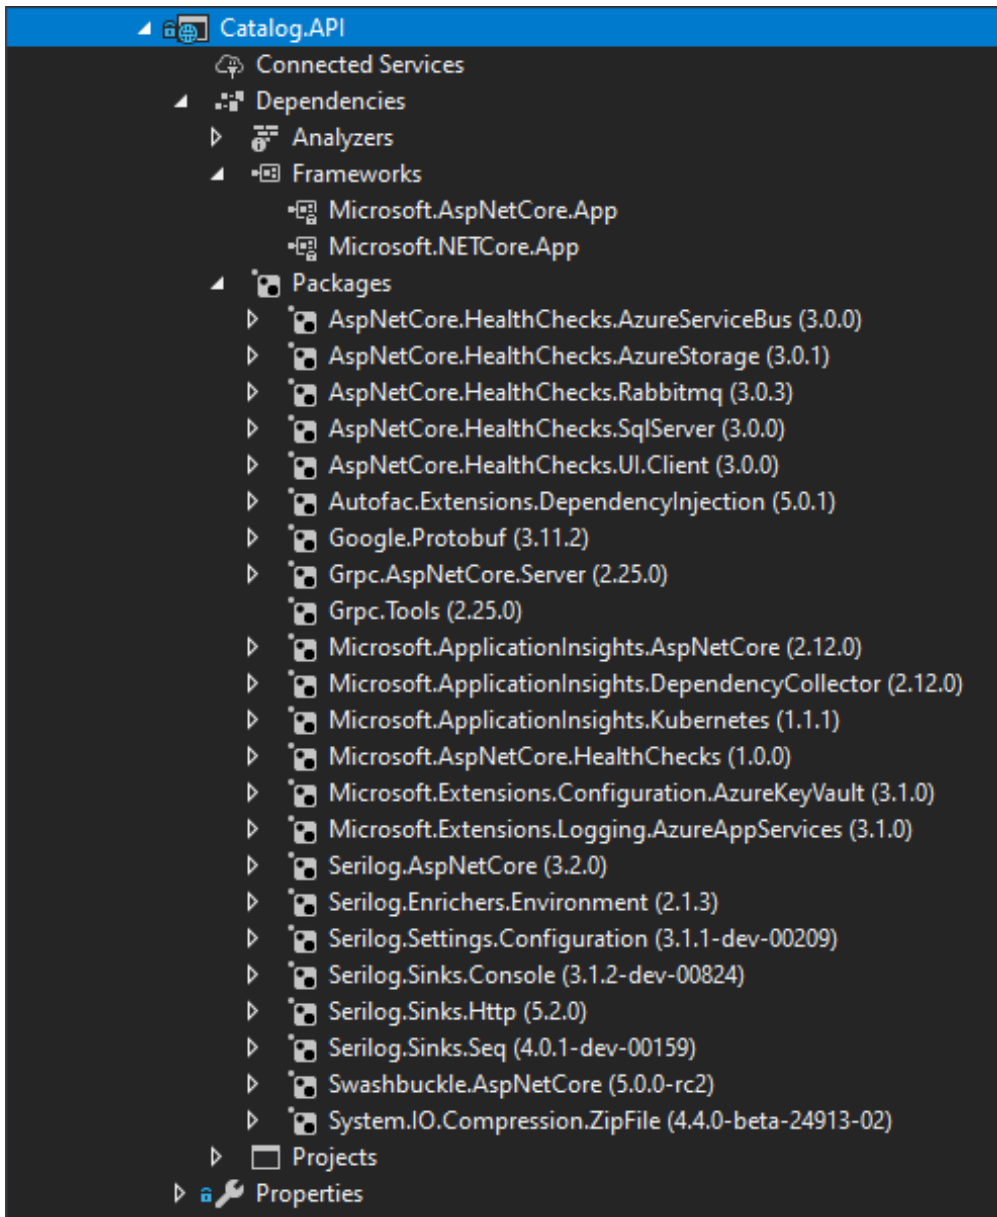 Catalog.API
Connected Services
Dependencies
Analyzers
Frameworks
Microsoft.AspNetCore.App
Microsoft.NETCore.App
Packages
AspNetCore.HealthChecks.AzureServiceBus (3.0.0)
AspNetCore.HealthChecks.AzureStorage (3.0.1)
AspNetCore.HealthChecks.Rabbitmq (3.0.3)
AspNetCore.HealthChecks.SqlServer (3.0.0)
AspNetCore.HealthChecks.UI.Client (3.0.0)
Autofac.Extensions.DependencyInjection (5.0.1)
Google.Protobuf (3.11.2)
Grpc.AspNetCore.Server (2.25.0)
Grpc.Tools (2.25.0)
Microsoft.ApplicationInsights.AspNetCore (2.12.0)
Microsoft.ApplicationInsights.DependencyCollector (2.12.0)
Microsoft.ApplicationInsights.Kubernetes (1.1.1)
Microsoft.AspNetCore.HealthChecks (1.0.0)
Microsoft.Extensions.Configuration.AzureKeyVault (3.1.0)
Microsoft.Extensions.Logging.AzureAppServices (3.1.0)
Serilog.AspNetCore (3.2.0)
Serilog.Enrichers.Environment (2.1.3)
Serilog.Settings.Configuration (3.1.1-dev-00209)
Serilog.Sinks.Console (3.1.2-dev-00824)
Serilog.Sinks.Http (5.2.0)
Serilog.Sinks.Seq (4.0.1-dev-00159)
Swashbuckle.AspNetCore (5.0.0-rc2)
System.IO.Compression.ZipFile (4.4.0-beta-24913-02)
Projects
Properties